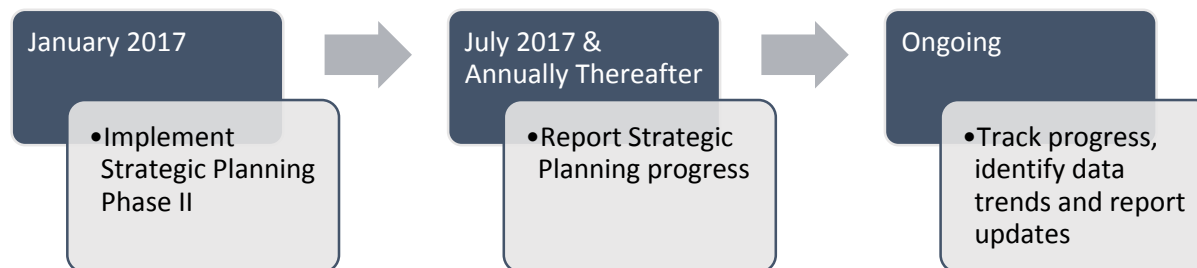 January 2017
•Implement
Strategic Planning
Phase II
July 2017 &
Annually Thereafter
•Report Strategic
Planning progress
Ongoing
•Track progress,
identify data
trends and report
updates